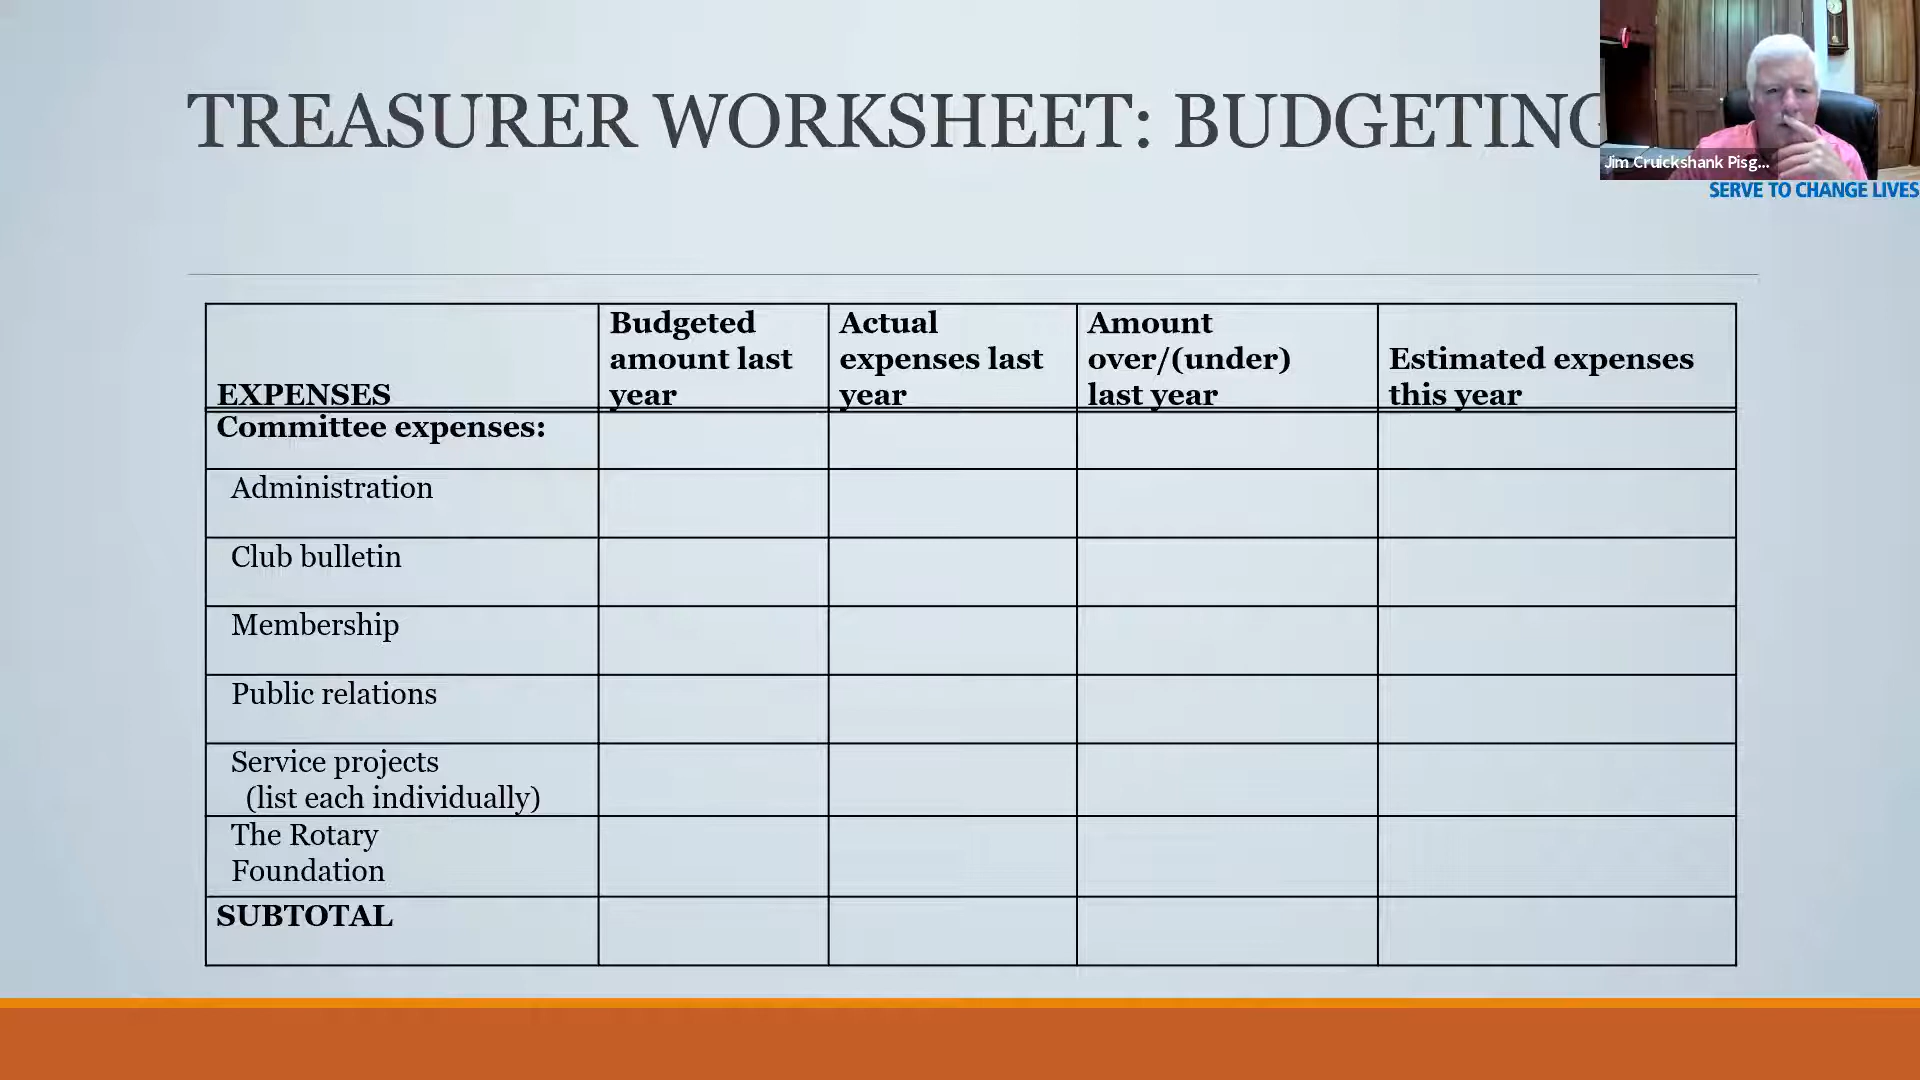 TREASURER WORKSHEET: BUDGETING
Jim Cruickshank Pisg...
SERVE TO CHANGE LIVES
EXPENSES
Budgeted
amount last
year
Actual
expenses last
year
Amount
over/(under)
last year
Estimated expenses
this year
Committee expenses:
Administration
Club bulletin
Membership
Public relations
Service projects
(list each individually)
The Rotary
Foundation
SUBTOTAL